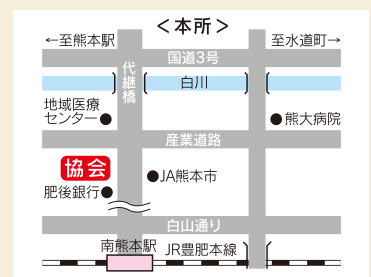 ＜本所＞
←至熊本駅
至水道町→
国道3号
代継橋
白川
地域医療
センター
熊大病院
産業道路
協会
JA熊本市
肥後銀行
白山通り
南熊本駅
JR豊肥本線